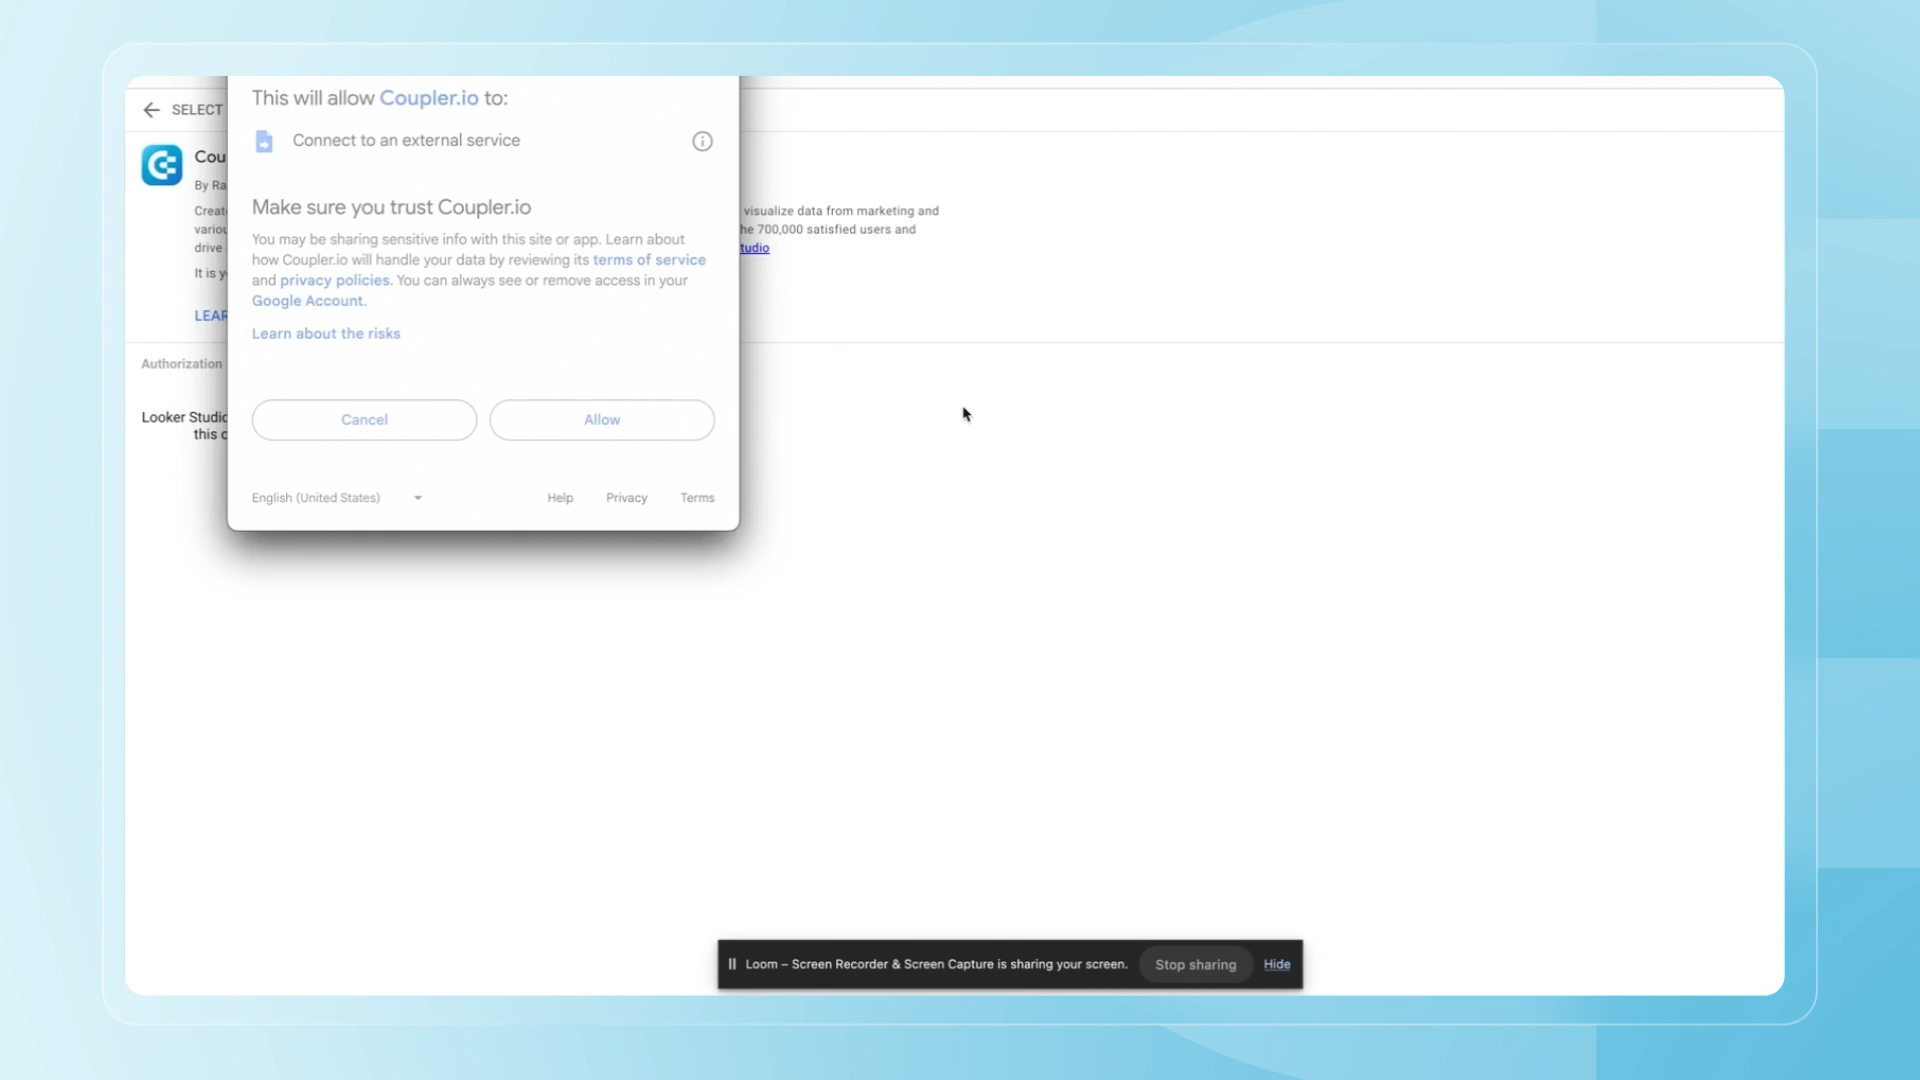 This will allow Coupler.io to:
SELECT
Connect to an external service
Cou
By Ra
Make sure you trust Coupler.io
Creat
visualize data from marketing and
variou
You may be sharing sensitive info with this site or app. Learn about
he 700,000 satisfied users and
drive
how Coupler.io will handle your data by reviewing its terms of service
tudio
It is y
and privacy policies. You can always see or remove access in your
Google Account.
LEAR
Learn about the risks
Authorization
Looker Studio
this c
Cancel
Allow
English (United States)
Help
Privacy
Terms
Loom – Screen Recorder & Screen Capture is sharing your screen.
Stop sharing
Hide